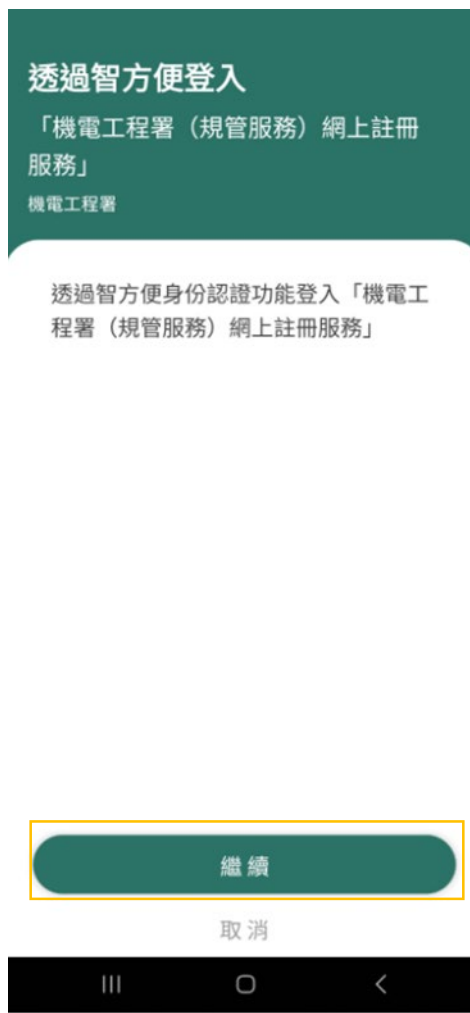 透過智方便登入
「機電工程署（規管服務）網上註冊
服務」
機電工程署
透過智方便身份認證功能登入「機電工
程署（規管服務）網上註冊服務」
繼續
取消